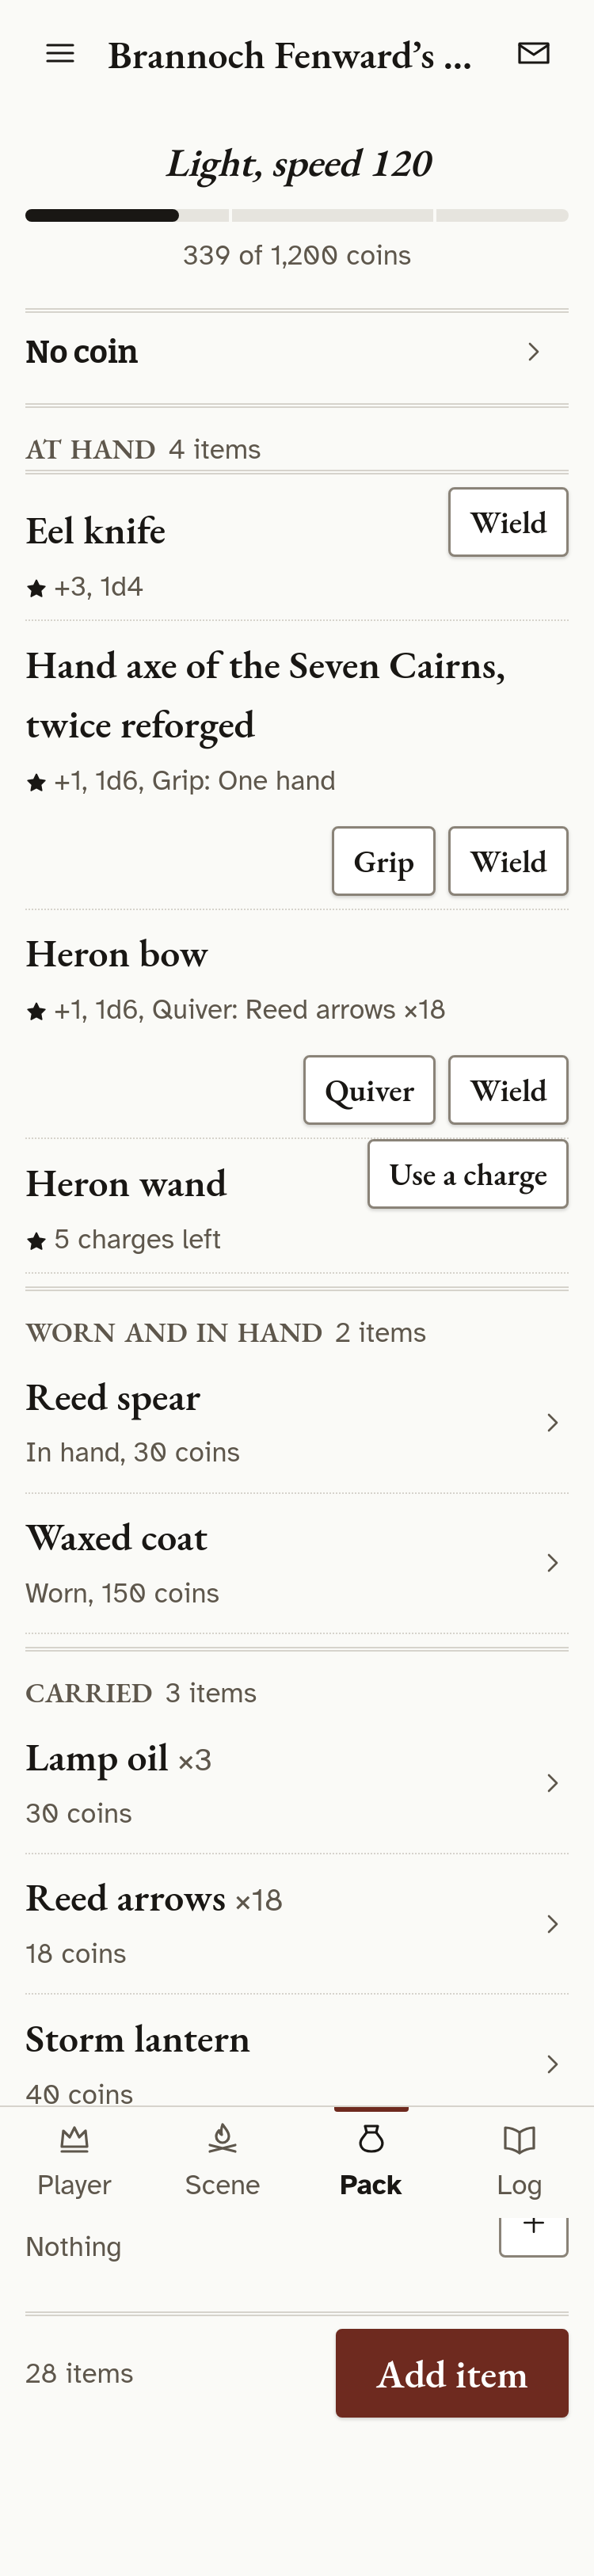 Brannoch Fenward’s ...
Light, speed 120
339 of 1,200 coins
No coin
AT HAND 4 items
Eel knife
Wield
★ +3, 1d4
Hand axe of the Seven Cairns,
twice reforged
★ +1, 1d6, Grip: One hand
Grip
Wield
Heron bow
★ +1, 1d6, Quiver: Reed arrows ×18
Quiver
Wield
Heron wand
Use a charge
★ 5 charges left
WORN AND IN HAND 2 items
Reed spear
In hand, 30 coins
Waxed coat
Worn, 150 coins
CARRIED 3 items
Lamp oil ×3
30 coins
Reed arrows ×18
18 coins
Storm lantern
40 coins
Player
Scene
Pack
Log
Nothing
+
28 items
Add item